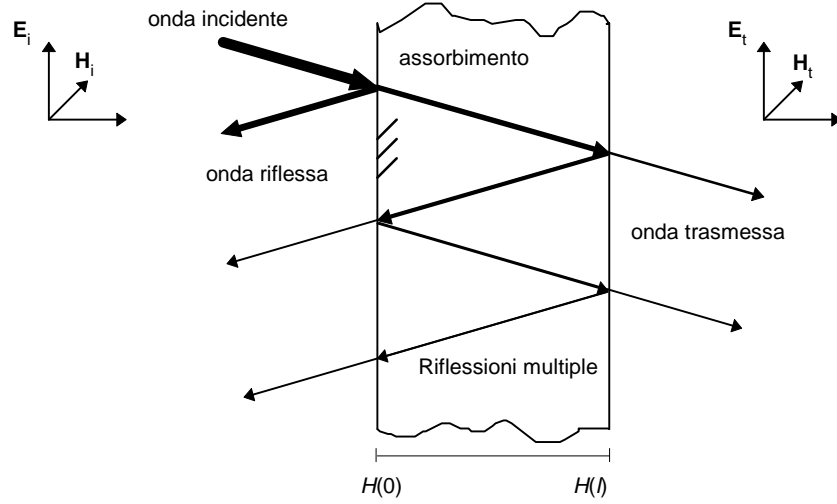 onda incidente
E_i
H_i
assorbimento
E_t
H_t
onda riflessa
onda trasmessa
Riflessioni multiple
H(0)
H(l)